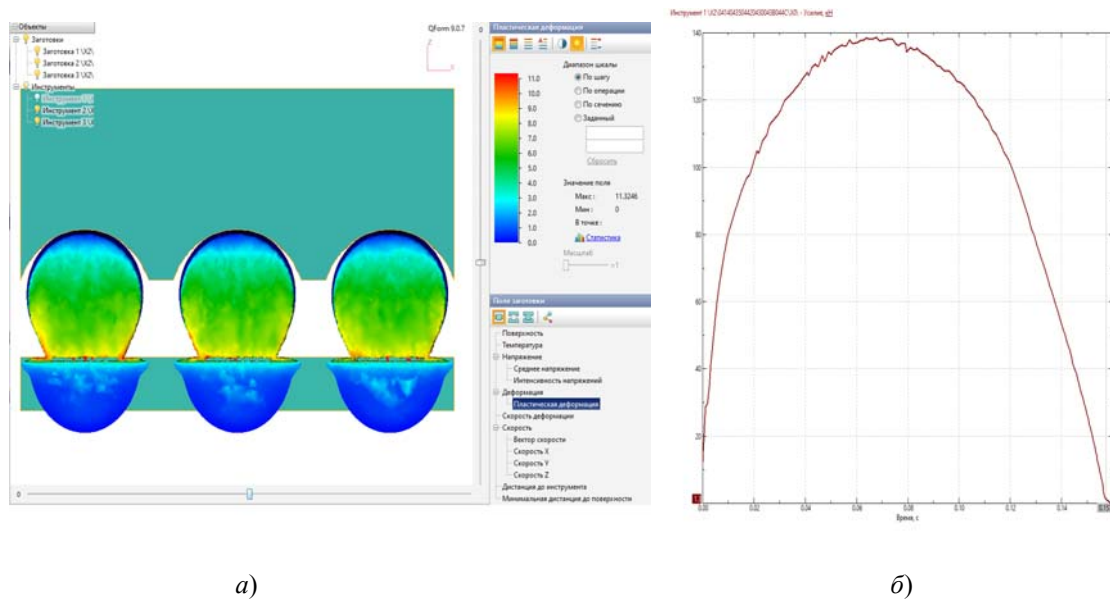 Объекты
Заготовки
Заготовка 1 \XZ\
Заготовка 2 \XZ\
Заготовка 3 \XZ\
Инструменты
Инструмент 2 \X
Инструмент 3 \X
QForm 9.0.7
Z
X
0
0
Пластическая деформация
11.0
10.0
9.0
8.0
7.0
6.0
5.0
4.0
3.0
2.0
1.0
0.0
Диапазон шкалы
По шагу
По операции
По сечению
Заданный
Сбросить
Значение поля
Макс : 11.3246
Мин : 0
В точке :
Статистика
Масштаб
×1
Поля заготовки
Поверхность
Температура
Напряжение
Среднее напряжение
Интенсивность напряжений
Деформация
Пластическая деформация
Скорость деформации
Скорость
Вектор скорости
Скорость X
Скорость Y
Скорость Z
Дистанция до инструмента
Минимальная дистанция до поверхности
140
120
100
80
60
40
20
0.00
0.02
0.04
0.06
0.08
0.10
0.12
0.14
Время, с
а)
б)